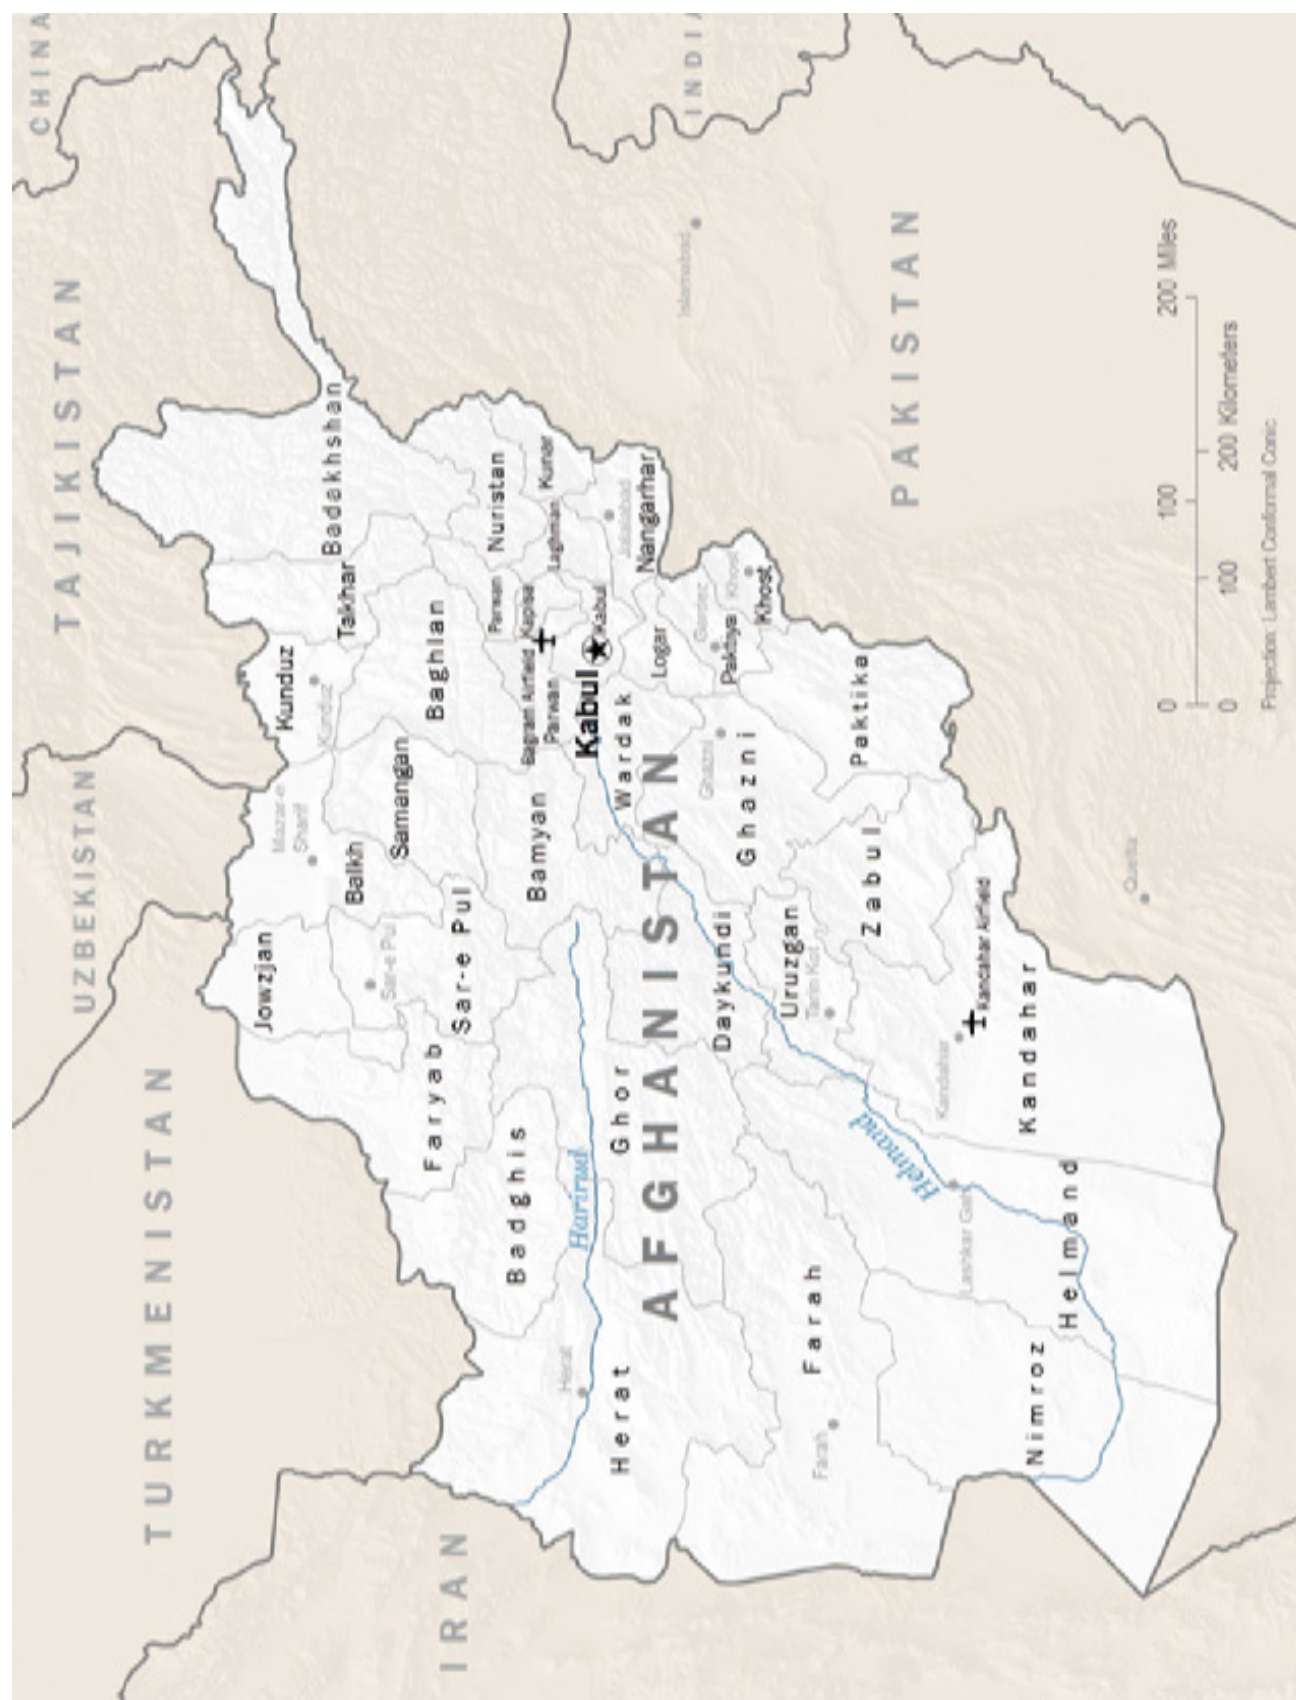 CHINA
TAJIKISTAN
UZBEKISTAN
TURKMENISTAN
IRAN
INDIA
PAKISTAN
AFGHANISTAN
Badakhshan
Takhar
Kunduz
Kunduz
Mazar-e
Sharif
Balkh
Jowzjan
Samangan
Baghlan
Sar-e Pul
Sar-e Pul
Faryab
Badghis
Nuristan
Kunar
Laghman
Parwan
Kapisa
Bagram Airfield
Parwan
Bamyan
Kabul
Kabul
Jalalabad
Nangarhar
Wardak
Logar
Gardez
Paktiya
Khost
Khost
Islamabad
Ghazni
Ghazni
Paktika
Harirud
Ghor
Daykundi
Uruzgan
Tarin Kot
Zabul
Herat
Herat
Farah
Farah
Helmand
Kandahar
Kandahar Airfield
Kandahar
Lashkar Gah
Helmand
Nimroz
Quetta
0 100 200 Miles
0 100 200 Kilometers
Projection: Lambert Conformal Conic